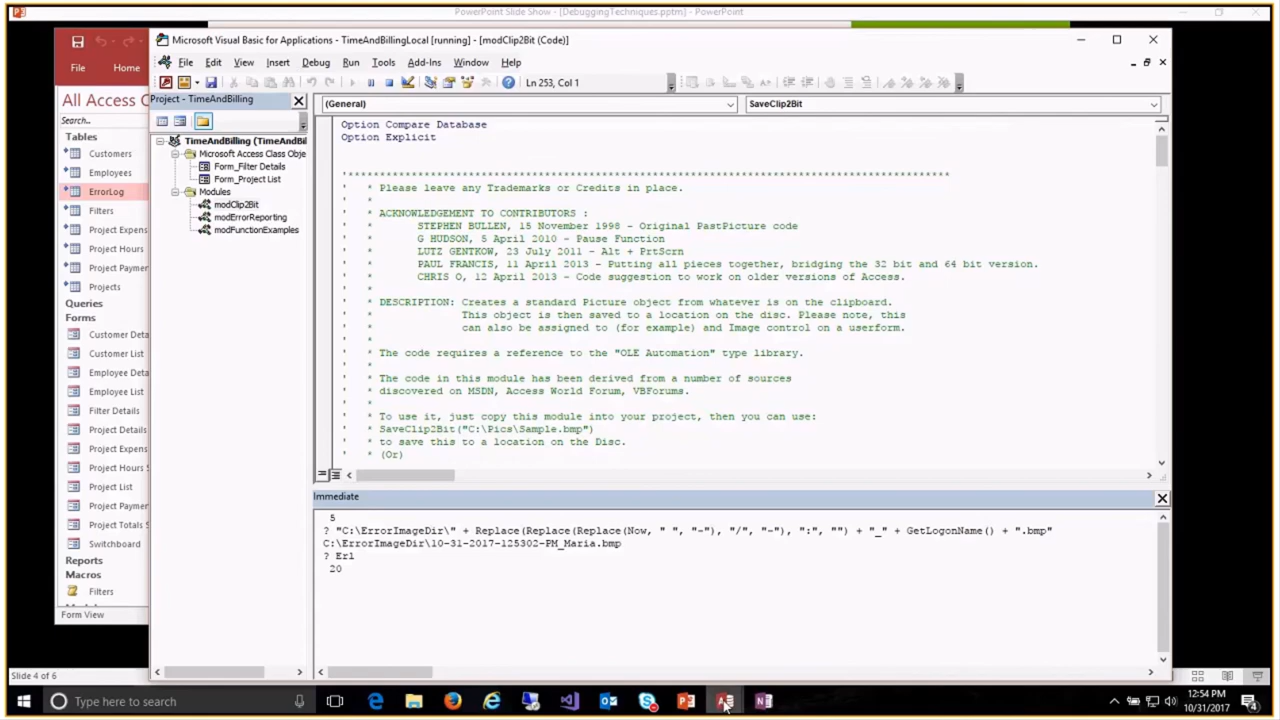 PowerPoint Slide Show - [DebuggingTechniques.pptm] - PowerPoint
File
Home
All Access O
Search...
Tables
Customers
Employees
ErrorLog
Filters
Project Expens
Project Hours
Project Payme
Projects
Queries
Forms
Customer Deta
Customer List
Employee Deta
Employee List
Filter Details
Project Details
Project Expens
Project Hours S
Project List
Project Paymer
Project Totals S
Switchboard
Reports
Macros
Filters
Form View
Microsoft Visual Basic for Applications - TimeAndBillingLocal [running] - [modClip2Bit (Code)]
File Edit View Insert Debug Run Tools Add-Ins Window Help
Ln 253, Col 1
Project - TimeAndBilling
TimeAndBilling (TimeAndBil
Microsoft Access Class Obje
Form_Filter Details
Form_Project List
Modules
modClip2Bit
modErrorReporting
modFunctionExamples
(General)
SaveClip2Bit
Option Compare Database
Option Explicit
'***********************************************************************************************
' * Please leave any Trademarks or Credits in place.
' *
' * ACKNOWLEDGEMENT TO CONTRIBUTORS :
' * STEPHEN BULLEN, 15 November 1998 - Original PastPicture code
' * G HUDSON, 5 April 2010 - Pause Function
' * LUTZ GENTKOW, 23 July 2011 - Alt + PrtScrn
' * PAUL FRANCIS, 11 April 2013 - Putting all pieces together, bridging the 32 bit and 64 bit version.
' * CHRIS O, 12 April 2013 - Code suggestion to work on older versions of Access.
' *
' * DESCRIPTION: Creates a standard Picture object from whatever is on the clipboard.
' * This object is then saved to a location on the disc. Please note, this
' * can also be assigned to (for example) and Image control on a userform.
' *
' * The code requires a reference to the "OLE Automation" type library.
' *
' * The code in this module has been derived from a number of sources
' * discovered on MSDN, Access World Forum, VBForums.
' *
' * To use it, just copy this module into your project, then you can use:
' * SaveClip2Bit("C:\Pics\Sample.bmp")
' * to save this to a location on the Disc.
' * (Or)
Immediate
5
? "C:\ErrorImageDir\" + Replace(Replace(Replace(Now, " ", "-"), "/", "-"), ":", "") + "_" + GetLogonName() + ".bmp"
C:\ErrorImageDir\10-31-2017-125302-PM_Maria.bmp
? Erl
20
Slide 4 of 6
Type here to search
12:54 PM
10/31/2017